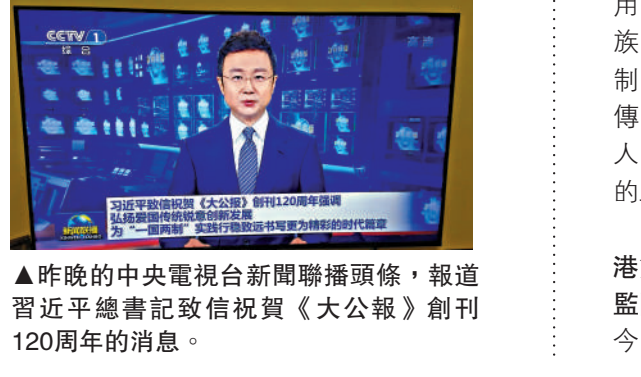 CCTV 1
综合
高清
习近平致信祝贺《大公报》创刊120周年强调
弘扬爱国传统锐意创新发展
为“一国两制”实践行稳致远书写更为精彩的时代篇章
新闻联播
▲昨晚的中央電視台新聞聯播頭條，報道
習近平總書記致信祝賀《大公報》創刊
120周年的消息。
用
族
制
傳
人
的
港
監
今